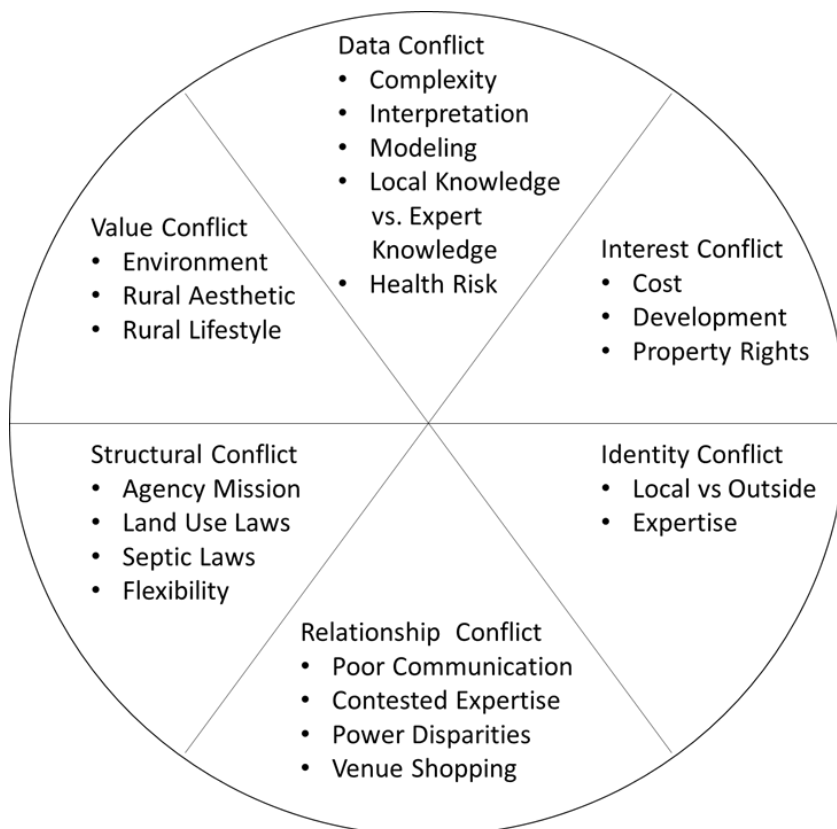 Data Conflict
• Complexity
• Interpretation
• Modeling
• Local Knowledge
vs. Expert
Knowledge
• Health Risk
Value Conflict
• Environment
• Rural Aesthetic
• Rural Lifestyle
Interest Conflict
• Cost
• Development
• Property Rights
Structural Conflict
• Agency Mission
• Land Use Laws
• Septic Laws
• Flexibility
Identity Conflict
• Local vs Outside
• Expertise
Relationship Conflict
• Poor Communication
• Contested Expertise
• Power Disparities
• Venue Shopping